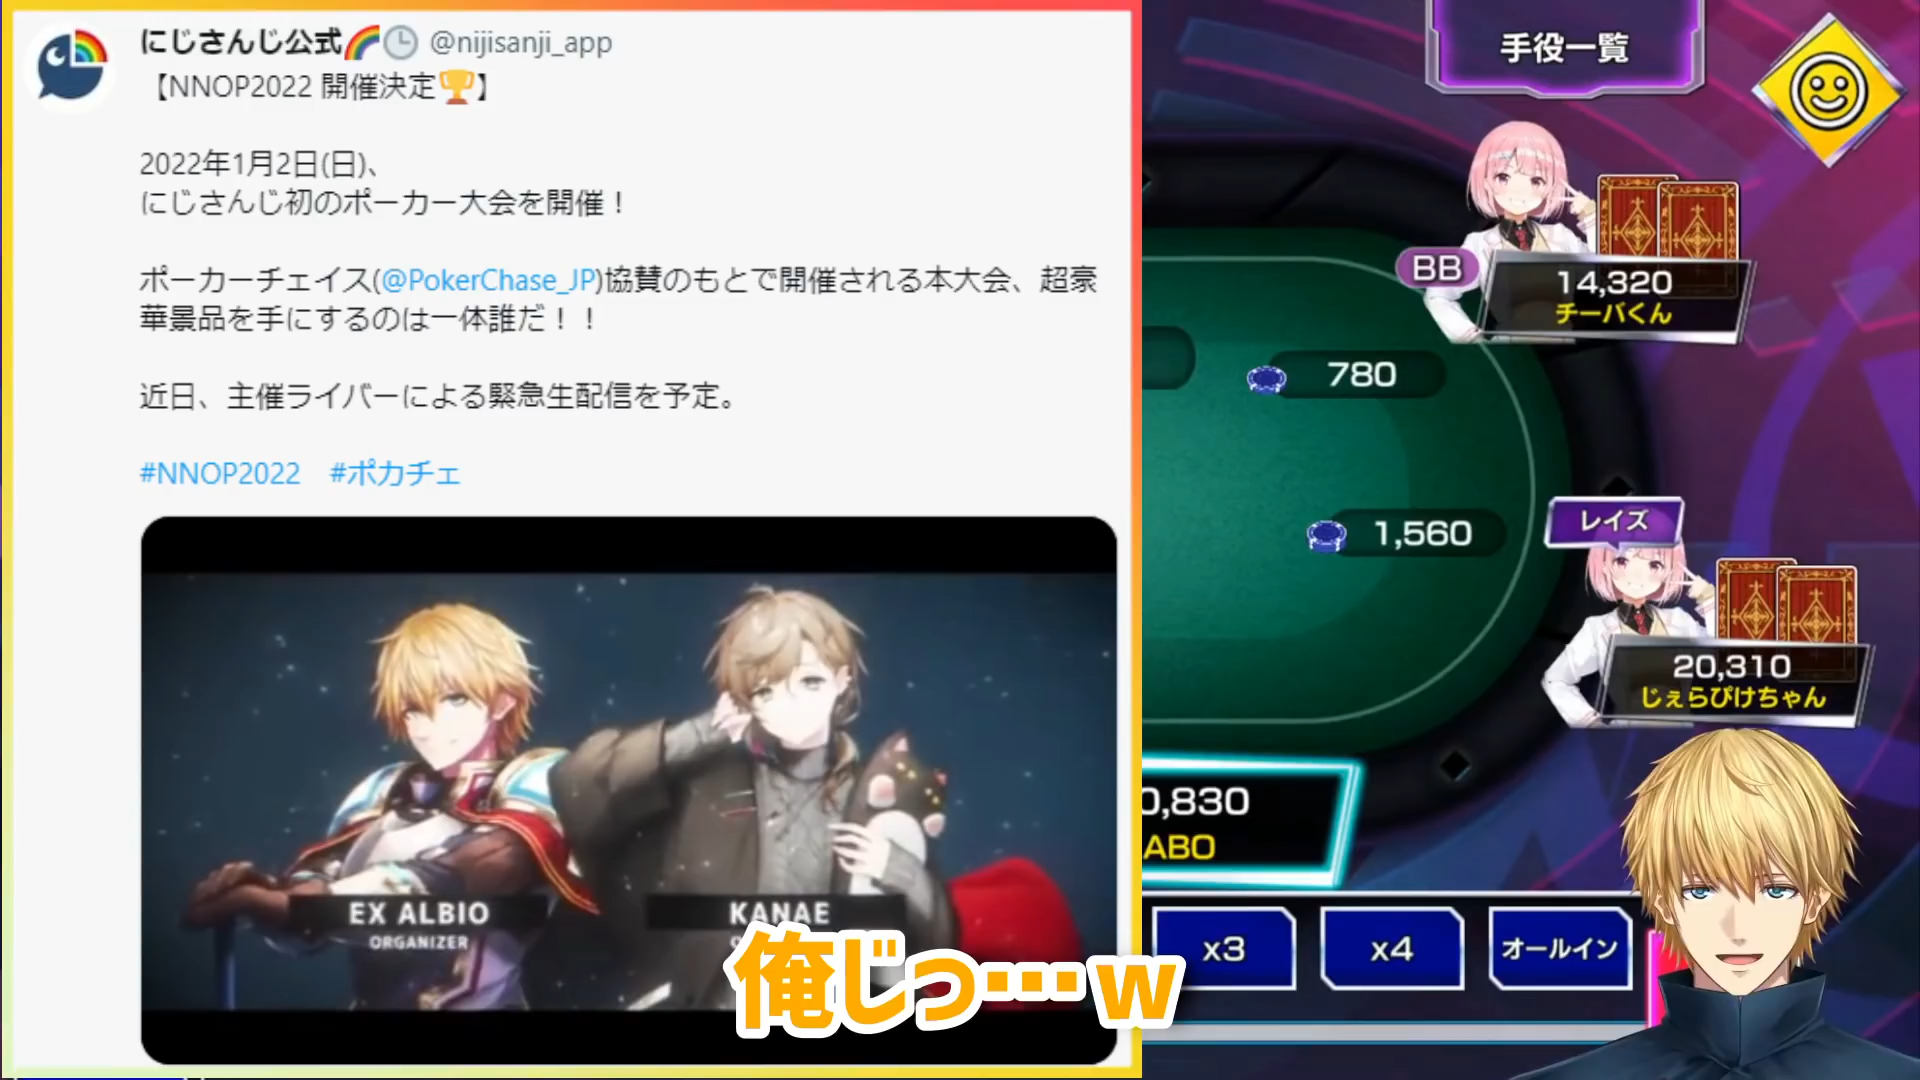 にじさんじ公式🌈🕒 @nijisanji_app
【NNOP2022 開催決定🏆】
2022年1月2日(日)、
にじさんじ初のポーカー大会を開催！
ポーカーチェイス(@PokerChase_JP)協賛のもとで開催される本大会、超豪
華景品を手にするのは一体誰だ！！
近日、主催ライバーによる緊急生配信を予定。
#NNOP2022 #ポカチェ
EX ALBIO
ORGANIZER
KANAE
俺じっ…w
手役一覧
BB
14,320
チーバくん
780
1,560
レイズ
20,310
じぇらぴけちゃん
0,830
ABO
x3
x4
オールイン